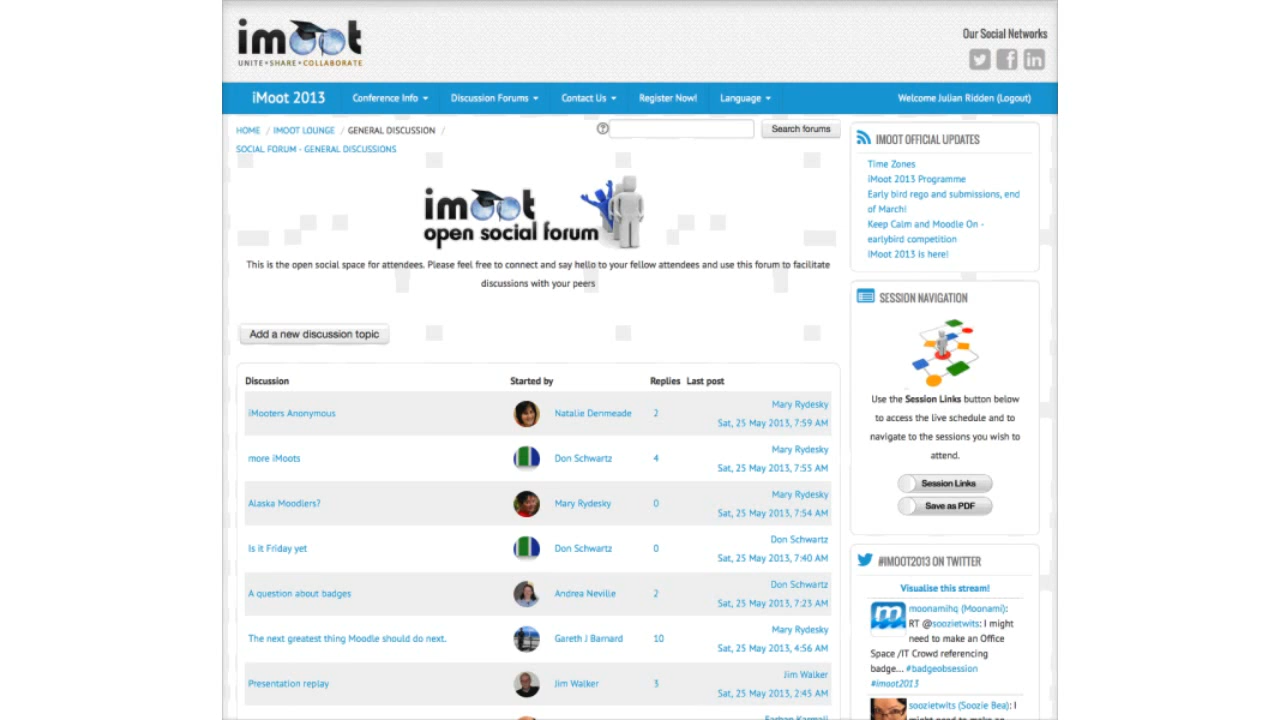 imoot
UNITE•SHARE•COLLABORATE
Our Social Networks
iMoot 2013 Conference Info Discussion Forums Contact Us Register Now! Language Welcome Julian Ridden (Logout)
HOME / IMOOT LOUNGE / GENERAL DISCUSSION /
SOCIAL FORUM - GENERAL DISCUSSIONS
Search forums
imoot
open social forum
This is the open social space for attendees. Please feel free to connect and say hello to your fellow attendees and use this forum to facilitate
discussions with your peers
Add a new discussion topic
Discussion Started by Replies Last post
iMooters Anonymous Natalie Denmeade 2 Mary Rydesky
Sat, 25 May 2013, 7:59 AM
more iMoots Don Schwartz 4 Mary Rydesky
Sat, 25 May 2013, 7:55 AM
Alaska Moodlers? Mary Rydesky 0 Mary Rydesky
Sat, 25 May 2013, 7:54 AM
Is it Friday yet Don Schwartz 0 Don Schwartz
Sat, 25 May 2013, 7:40 AM
A question about badges Andrea Neville 2 Don Schwartz
Sat, 25 May 2013, 7:23 AM
The next greatest thing Moodle should do next. Gareth J Barnard 10 Mary Rydesky
Sat, 25 May 2013, 4:56 AM
Presentation replay Jim Walker 3 Jim Walker
Sat, 25 May 2013, 2:45 AM
Farhan Karmali
IMOOT OFFICIAL UPDATES
Time Zones
iMoot 2013 Programme
Early bird rego and submissions, end
of March!
Keep Calm and Moodle On -
earlybird competition
iMoot 2013 is here!
SESSION NAVIGATION
Use the Session Links button below
to access the live schedule and to
navigate to the sessions you wish to
attend.
Session Links
Save as PDF
#IMOOT2013 ON TWITTER
Visualise this stream!
moonamihq (Moonami):
RT @soozietwits: I might
need to make an Office
Space /IT Crowd referencing
badge... #badgeobsession
#imoot2013
soozietwits (Soozie Bea): I
might need to make an